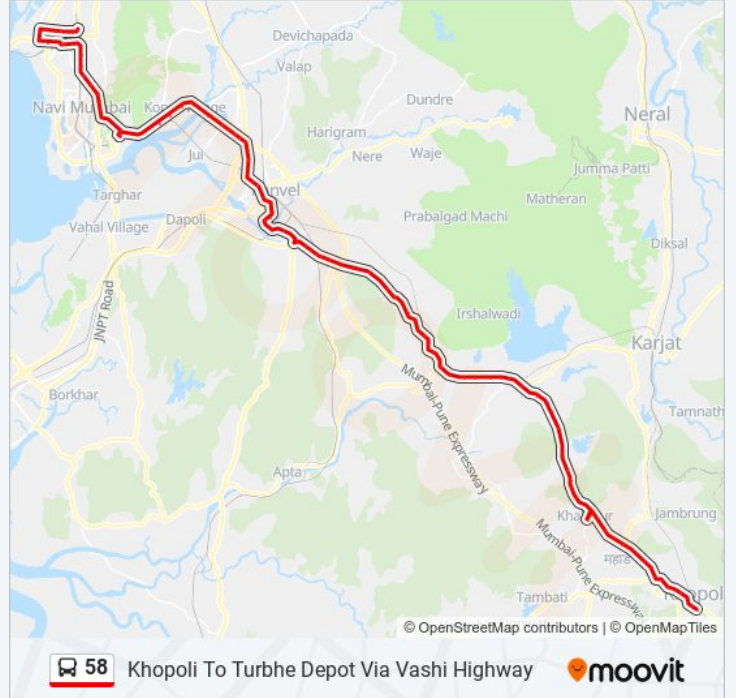 Devichapada
Valap
Navi Mumbai
Dundre
Neral
Harigram
Jui
Nere
Waje
Jumma Patti
Targhar
Matheran
Vahal Village
Dapoli
Prabalgad Machi
Diksal
JNPT Road
Irshalwadi
Karjat
Borkhar
Mumbai-Pune Expressway
Tamnath
Apta
Jambrung
Mumbai-Pune Expressway
Tambati
© OpenStreetMap contributors | © OpenMapTiles
58 Khopoli To Turbhe Depot Via Vashi Highway moovit